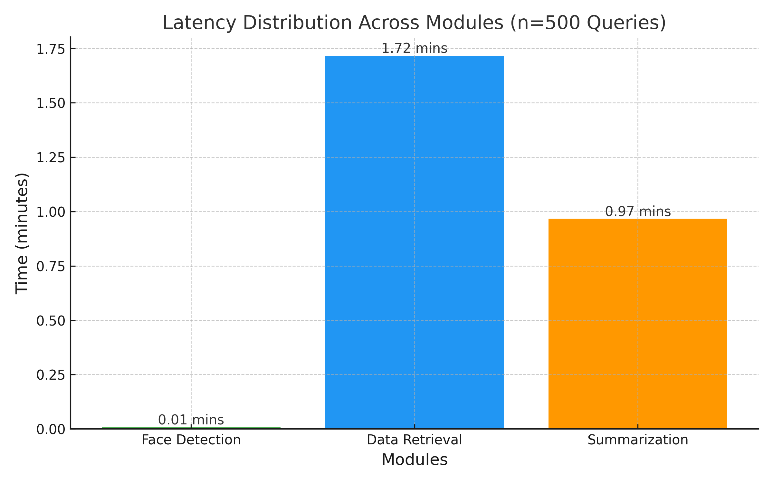 Latency Distribution Across Modules (n=500 Queries)
1.75
1.72 mins
1.50
1.25
1.00
0.97 mins
0.75
0.50
0.25
0.01 mins
0.00
Time (minutes)
Face Detection
Data Retrieval
Summarization
Modules